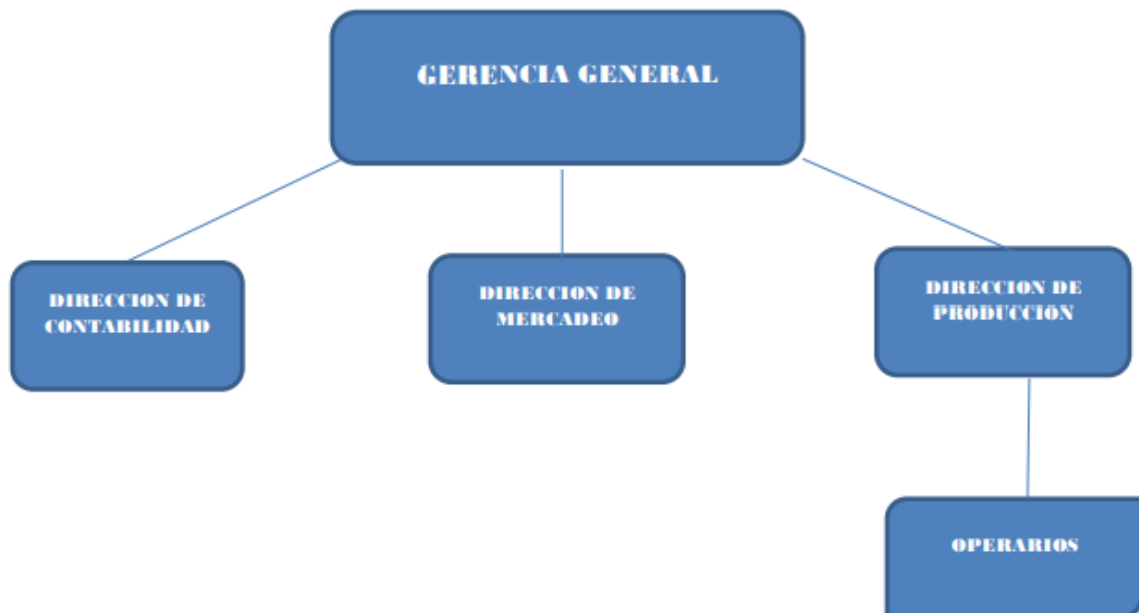 GERENCIA GENERAL
DIRECCION DE
CONTABILIDAD
DIRECCION DE
MERCADEO
DIRECCION DE
PRODUCCION
OPERARIOS